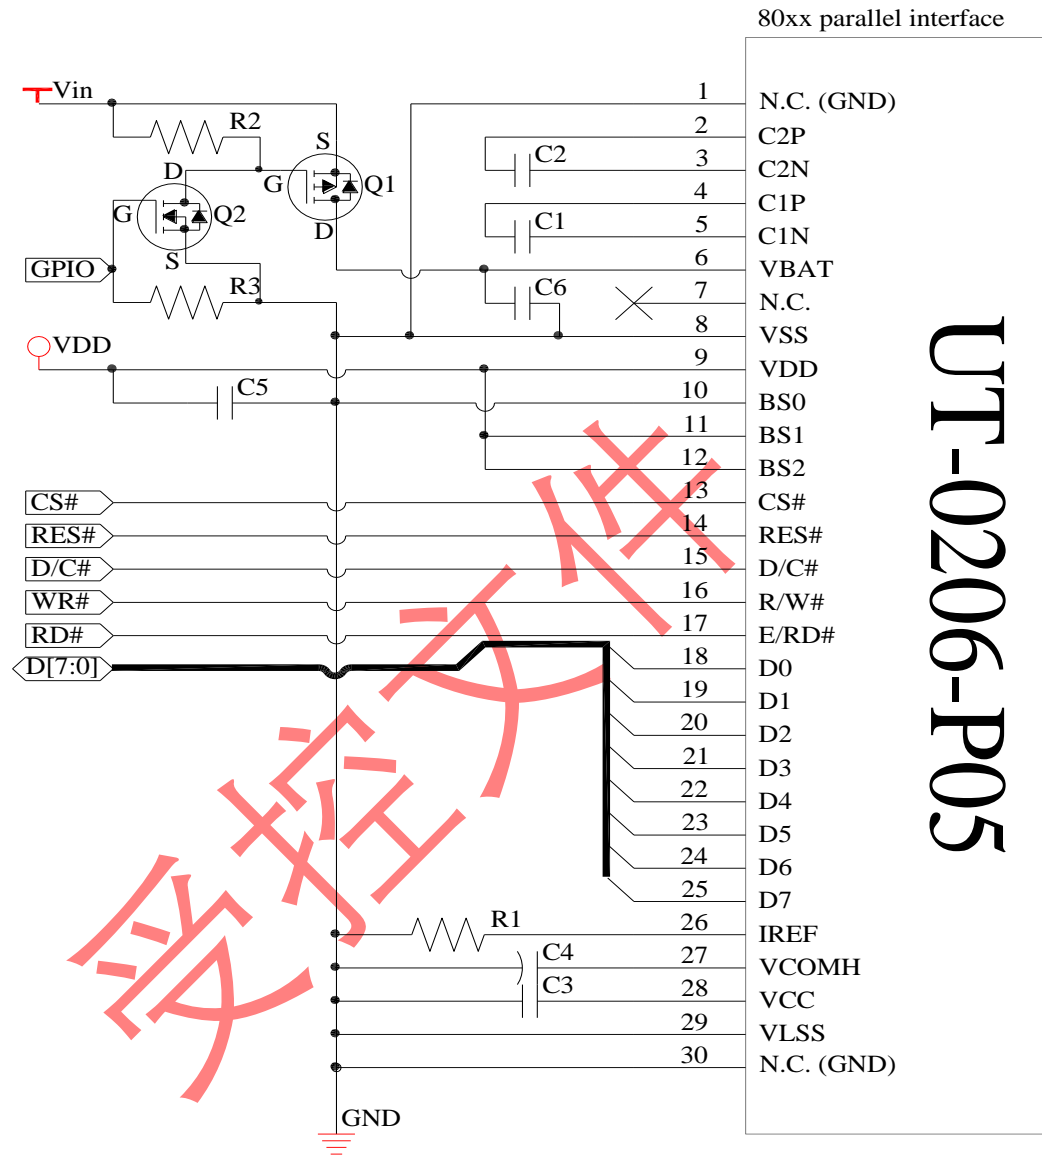 80xx parallel interface
Vin
R2
S
D
G
Q1
G
Q2
D
S
GPIO
R3
VDD
C5
C2
C1
C6
1 N.C. (GND)
2 C2P
3 C2N
4 C1P
5 C1N
6 VBAT
7 N.C.
8 VSS
9 VDD
10 BS0
11 BS1
12 BS2
CS# 13 CS#
RES# 14 RES#
D/C# 15 D/C#
WR# 16 R/W#
RD# 17 E/RD#
D[7:0] 18 D0
19 D1
20 D2
21 D3
22 D4
23 D5
24 D6
25 D7
R1 26 IREF
C4 27 VCOMH
C3 28 VCC
29 VLSS
30 N.C. (GND)
GND
UT-0206-P05
受控文件